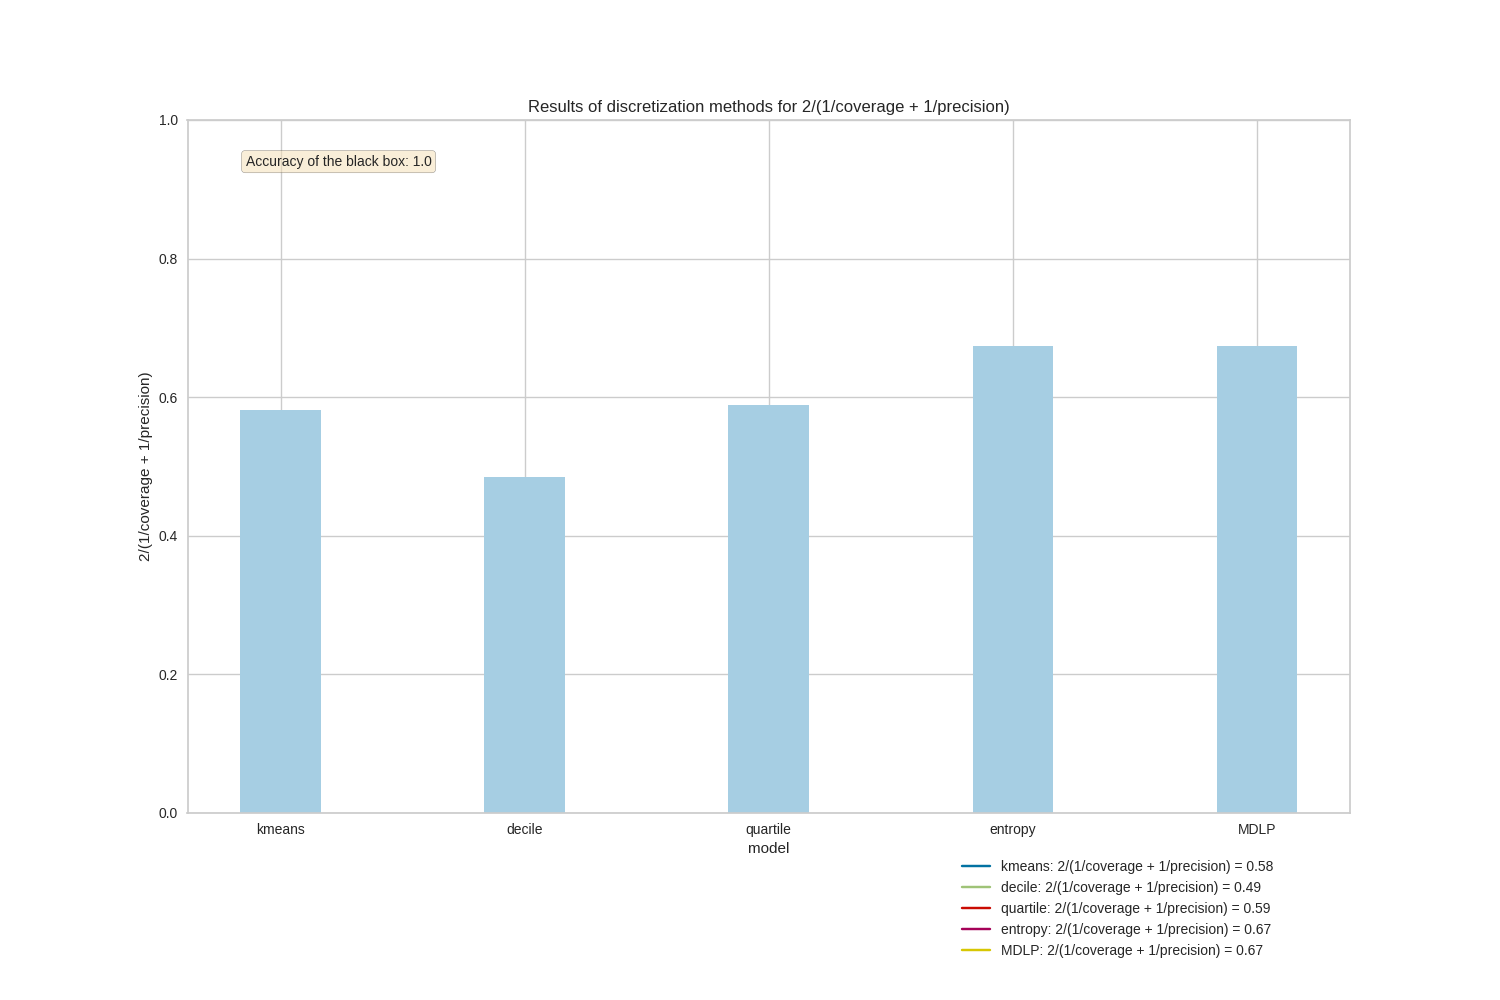 Results of discretization methods for 2/(1/coverage + 1/precision)
1.0
Accuracy of the black box: 1.0
0.8
0.6
2/(1/coverage + 1/precision)
0.4
0.2
0.0
kmeans decile quartile entropy MDLP
model
kmeans: 2/(1/coverage + 1/precision) = 0.58
decile: 2/(1/coverage + 1/precision) = 0.49
quartile: 2/(1/coverage + 1/precision) = 0.59
entropy: 2/(1/coverage + 1/precision) = 0.67
MDLP: 2/(1/coverage + 1/precision) = 0.67